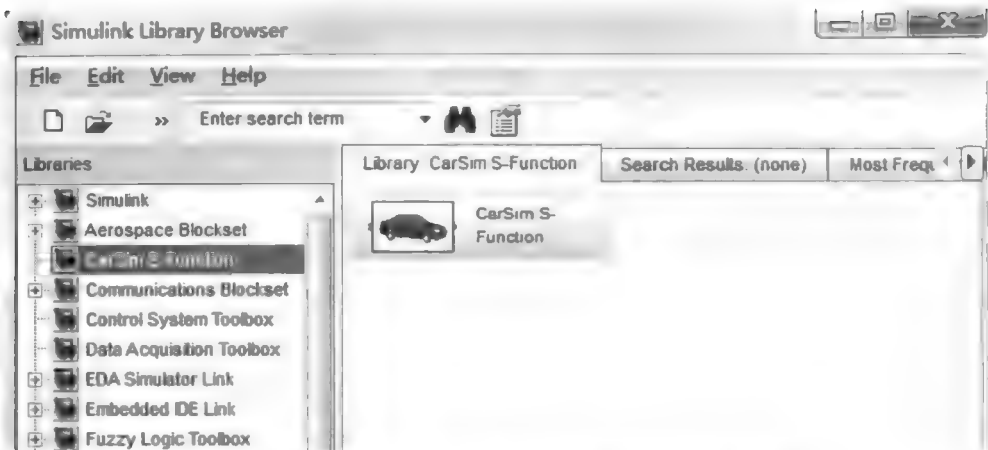 Simulink Library Browser
File Edit View Help
» Enter search term
Libraries
Library CarSim S-Function
Search Results. (none)
Most Frequ
Simulink
Aerospace Blockset
CarSim S-Function
Communications Blockset
Control System Toolbox
Data Acquisition Toolbox
EDA Simulator Link
Embedded IDE Link
Fuzzy Logic Toolbox
CarSim S-
Function